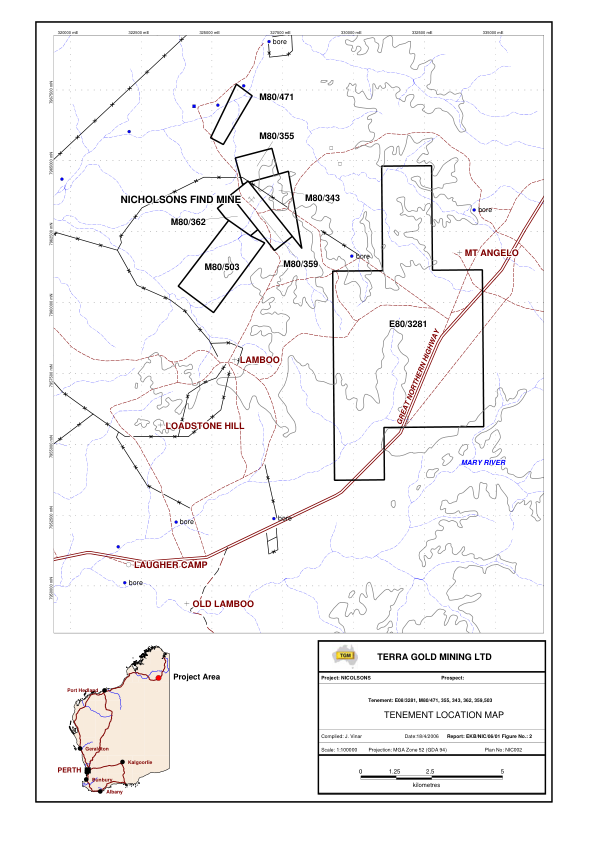 320000 mE
322500 mE
325000 mE
327500 mE
330000 mE
332500 mE
335000 mE
bore
M80/471
M80/355
NICHOLSONS FIND MINE
M80/343
M80/362
bore
MT ANGELO
bore
M80/359
M80/503
E80/3281
GREAT NORTHERN HIGHWAY
LAMBOO
LOADSTONE HILL
MARY RIVER
bore
bore
LAUGHER CAMP
bore
OLD LAMBOO
Project Area
Port Hedland
Geraldton
Kalgoorlie
PERTH
Bunbury
Albany
TGM
TERRA GOLD MINING LTD
Project: NICOLSONS Prospect:
Tenement: E80/3281, M80/471, 355, 343, 362, 359,503
TENEMENT LOCATION MAP
Compiled: J. Vinar Date:18/4/2006 Report: EKB/NIC/06/01 Figure No.: 2
Scale: 1:100000 Projection: MGA Zone 52 (GDA 94) Plan No: NIC002
0 1.25 2.5 5
kilometres